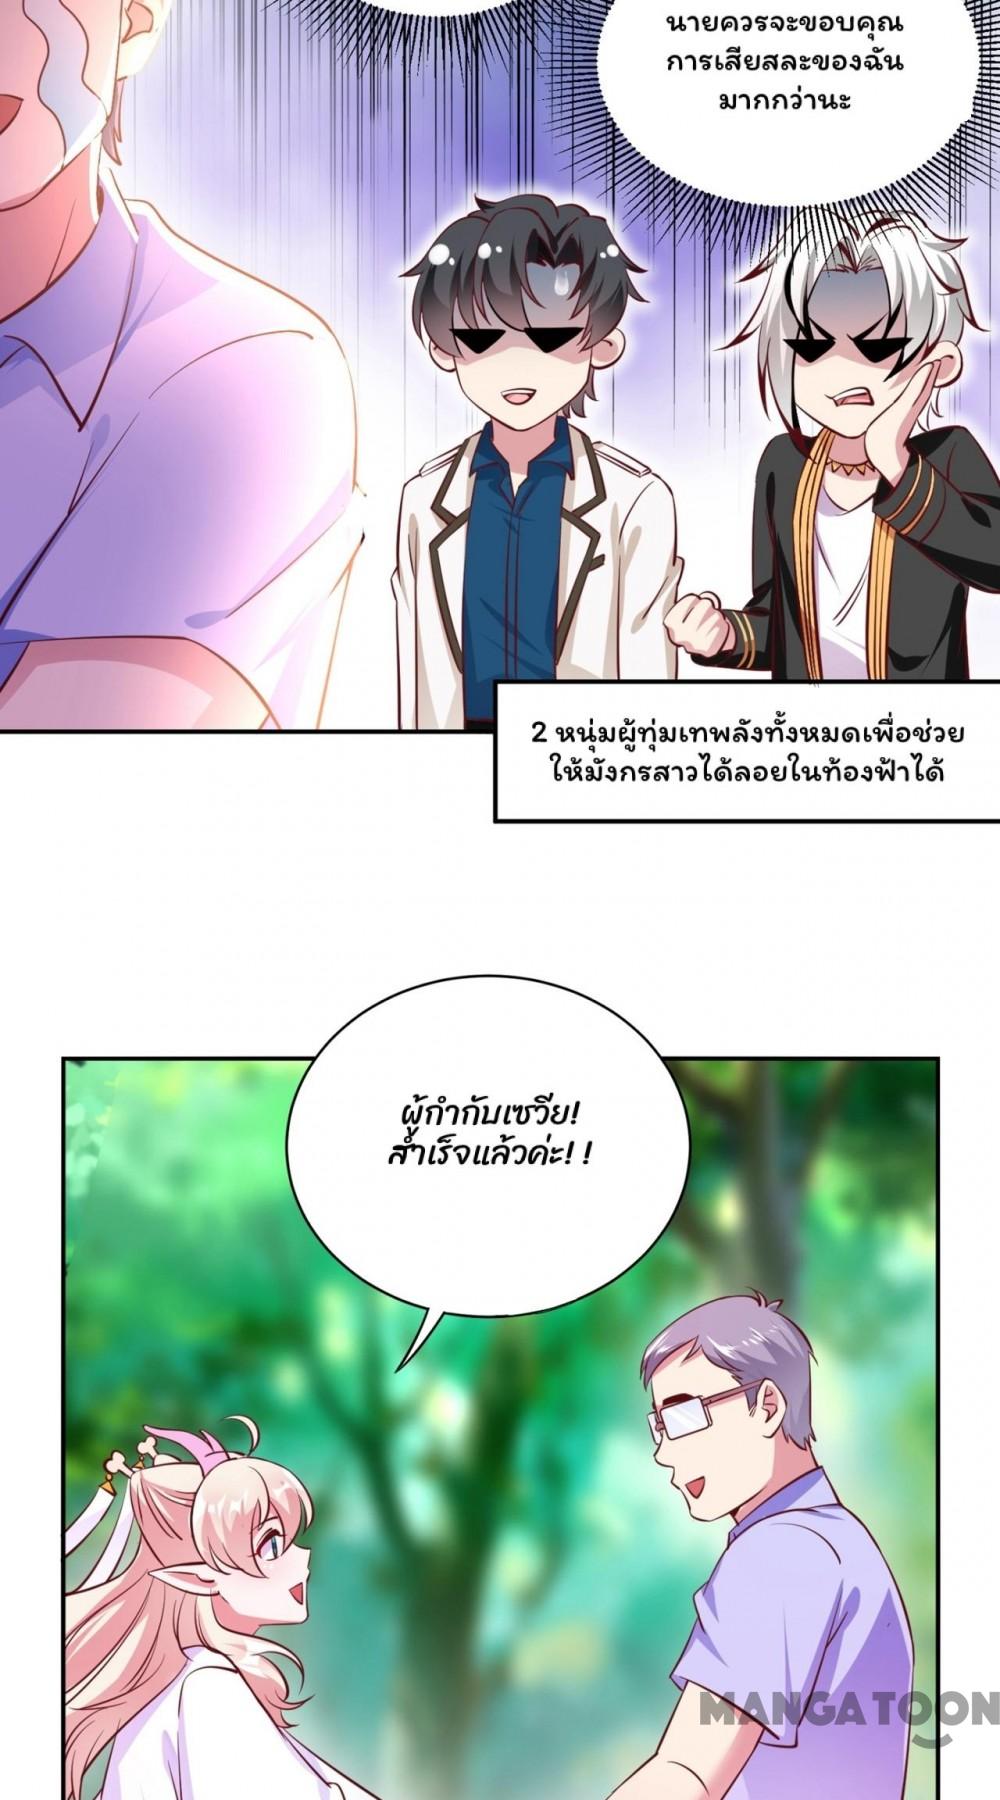 นายควรจะขอบคุณ
การเสียสละของฉัน
มากกว่านะ
2 หนุ่มผู้ทุ่มเทพลังทั้งหมดเพื่อช่วย
ให้มังกรสาวได้ลอยในท้องฟ้าได้
ผู้กำกับเซวีย!
สำเร็จแล้วค่ะ!!
MANGATOON